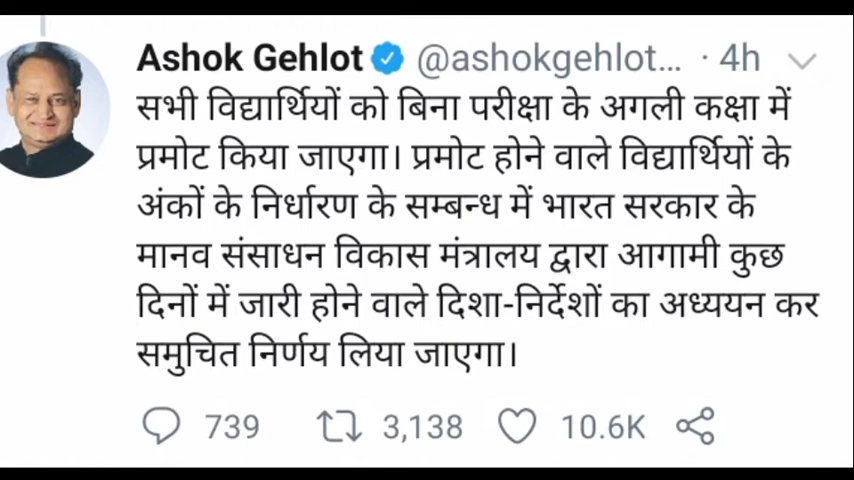 Ashok Gehlot @ashokgehlot... · 4h
सभी विद्यार्थियों को बिना परीक्षा के अगली कक्षा में
प्रमोट किया जाएगा। प्रमोट होने वाले विद्यार्थियों के
अंकों के निर्धारण के सम्बन्ध में भारत सरकार के
मानव संसाधन विकास मंत्रालय द्वारा आगामी कुछ
दिनों में जारी होने वाले दिशा-निर्देशों का अध्ययन कर
समुचित निर्णय लिया जाएगा।
739 3,138 10.6K